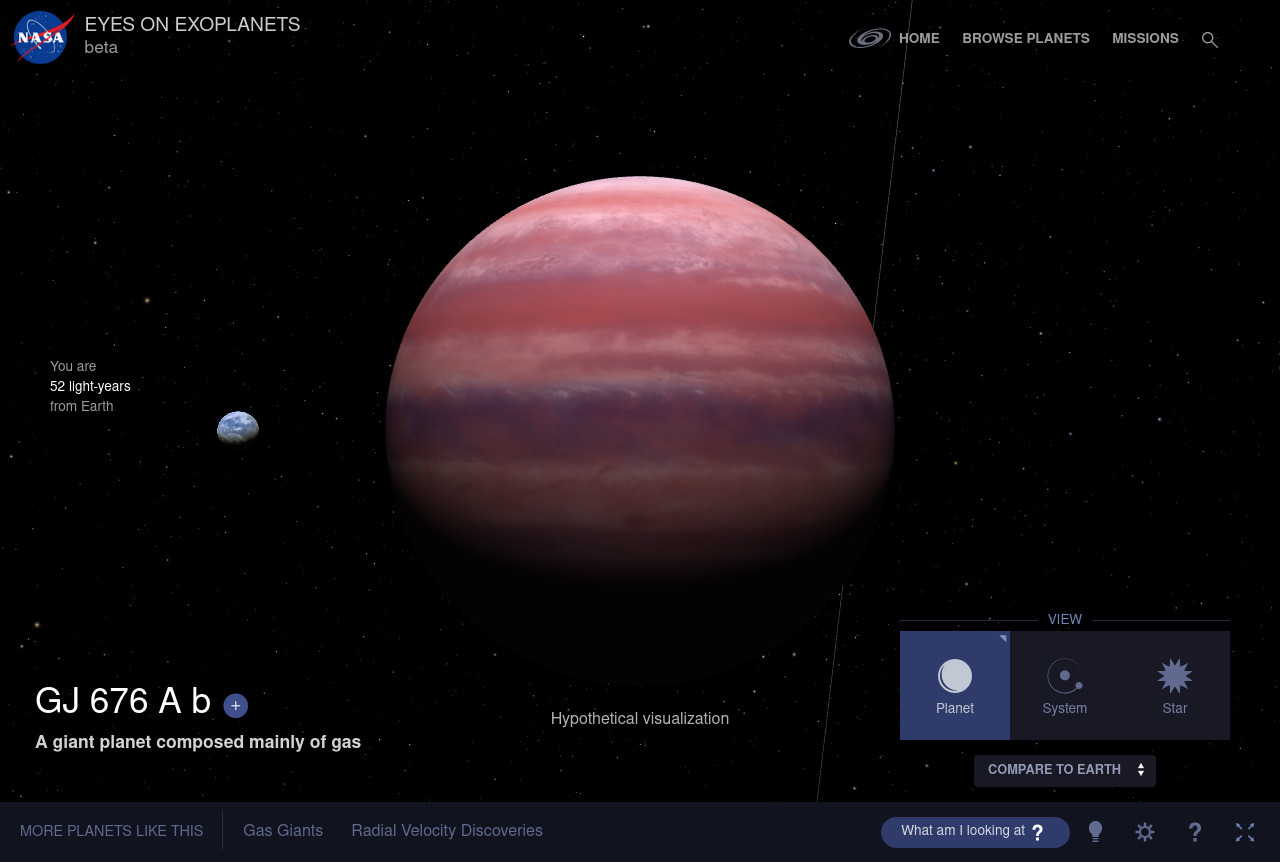 NASA
EYES ON EXOPLANETS
beta
HOME
BROWSE PLANETS
MISSIONS
You are
52 light-years
from Earth
GJ 676 A b
+
A giant planet composed mainly of gas
Hypothetical visualization
VIEW
Planet
System
Star
COMPARE TO EARTH
MORE PLANETS LIKE THIS
Gas Giants
Radial Velocity Discoveries
What am I looking at ?
?